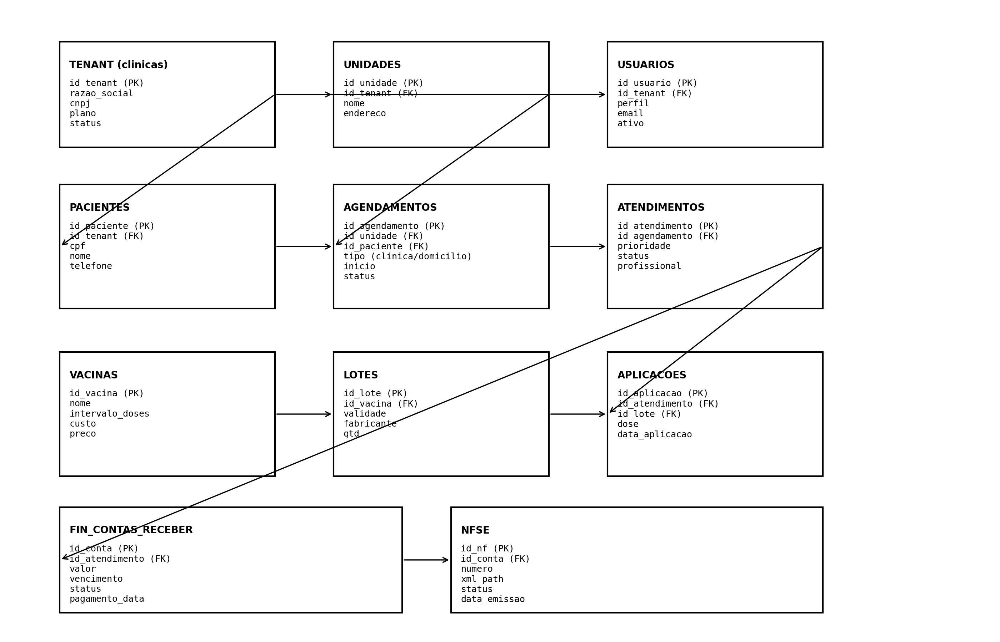 TENANT (clinicas)
id_tenant (PK)
razao_social
cnpj
plano
status
UNIDADES
id_unidade (PK)
id_tenant (FK)
nome
endereco
USUARIOS
id_usuario (PK)
id_tenant (FK)
perfil
email
ativo
PACIENTES
id_paciente (PK)
id_tenant (FK)
cpf
nome
telefone
AGENDAMENTOS
id_agendamento (PK)
id_unidade (FK)
id_paciente (FK)
tipo (clinica/domicilio)
inicio
status
ATENDIMENTOS
id_atendimento (PK)
id_agendamento (FK)
prioridade
status
profissional
VACINAS
id_vacina (PK)
nome
intervalo_doses
custo
preco
LOTES
id_lote (PK)
id_vacina (FK)
validade
fabricante
qtd
APLICACOES
id_aplicacao (PK)
id_atendimento (FK)
id_lote (FK)
dose
data_aplicacao
FIN_CONTAS_RECEBER
id_conta (PK)
id_atendimento (FK)
valor
vencimento
status
pagamento_data
NFSE
id_nf (PK)
id_conta (FK)
numero
xml_path
status
data_emissao